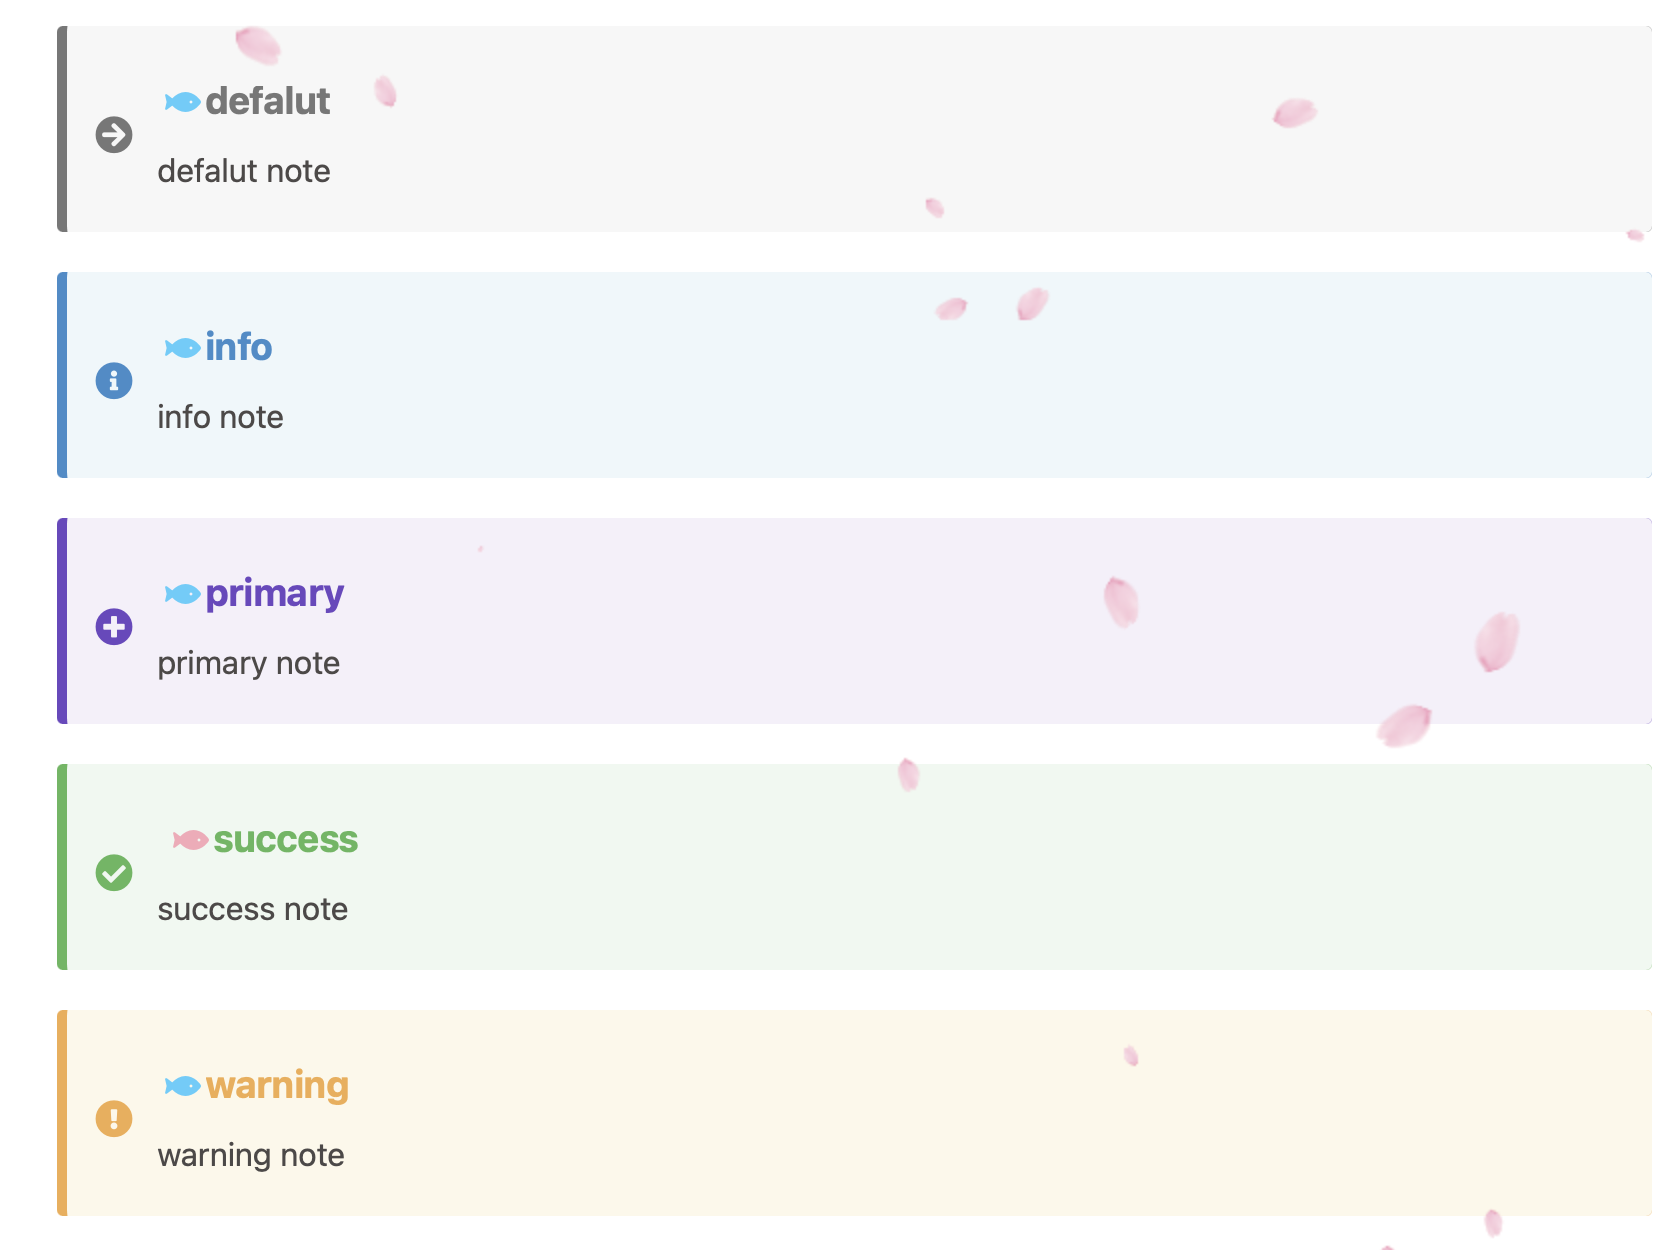 defalut
defalut note
info
info note
primary
primary note
success
success note
warning
warning note